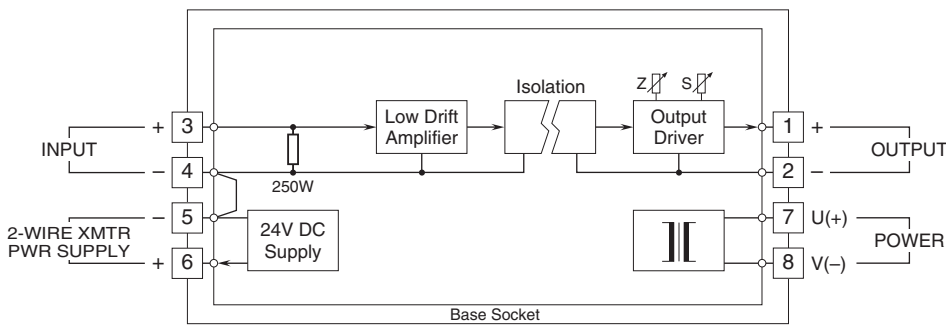 Isolation
Z
S
Low Drift
Amplifier
Output
Driver
INPUT
+
3
−
4
250W
1
+
2
−
OUTPUT
2-WIRE XMTR
PWR SUPPLY
−
5
+
6
24V DC
Supply
7
U(+)
8
V(−)
POWER
Base Socket